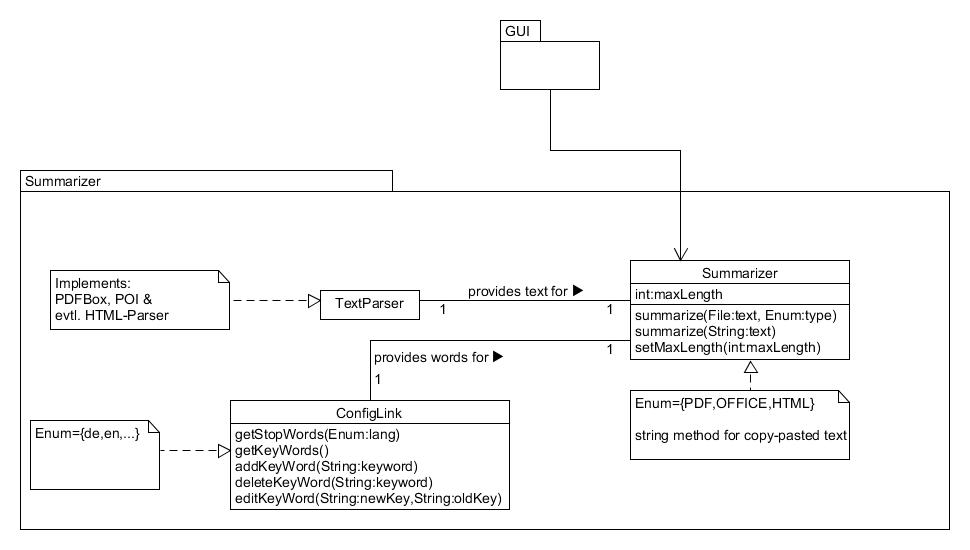 GUI
Summarizer
Implements:
PDFBox, POI &
evtl. HTML-Parser
TextParser
provides text for ▶
1
1
Summarizer
int:maxLength
summarize(File:text, Enum:type)
summarize(String:text)
setMaxLength(int:maxLength)
provides words for ▶
1
1
Enum={PDF,OFFICE,HTML}
string method for copy-pasted text
Enum={de,en,...}
ConfigLink
getStopWords(Enum:lang)
getKeyWords()
addKeyWord(String:keyword)
deleteKeyWord(String:keyword)
editKeyWord(String:newKey,String:oldKey)